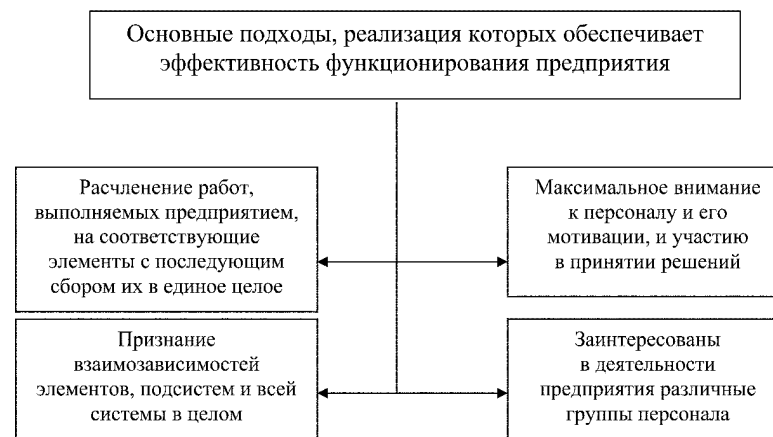 Основные подходы, реализация которых обеспечивает
эффективность функционирования предприятия
Расчленение работ,
выполняемых предприятием,
на соответствующие
элементы с последующим
сбором их в единое целое
Максимальное внимание
к персоналу и его
мотивации, и участию
в принятии решений
Признание
взаимозависимостей
элементов, подсистем и всей
системы в целом
Заинтересованы
в деятельности
предприятия различные
группы персонала